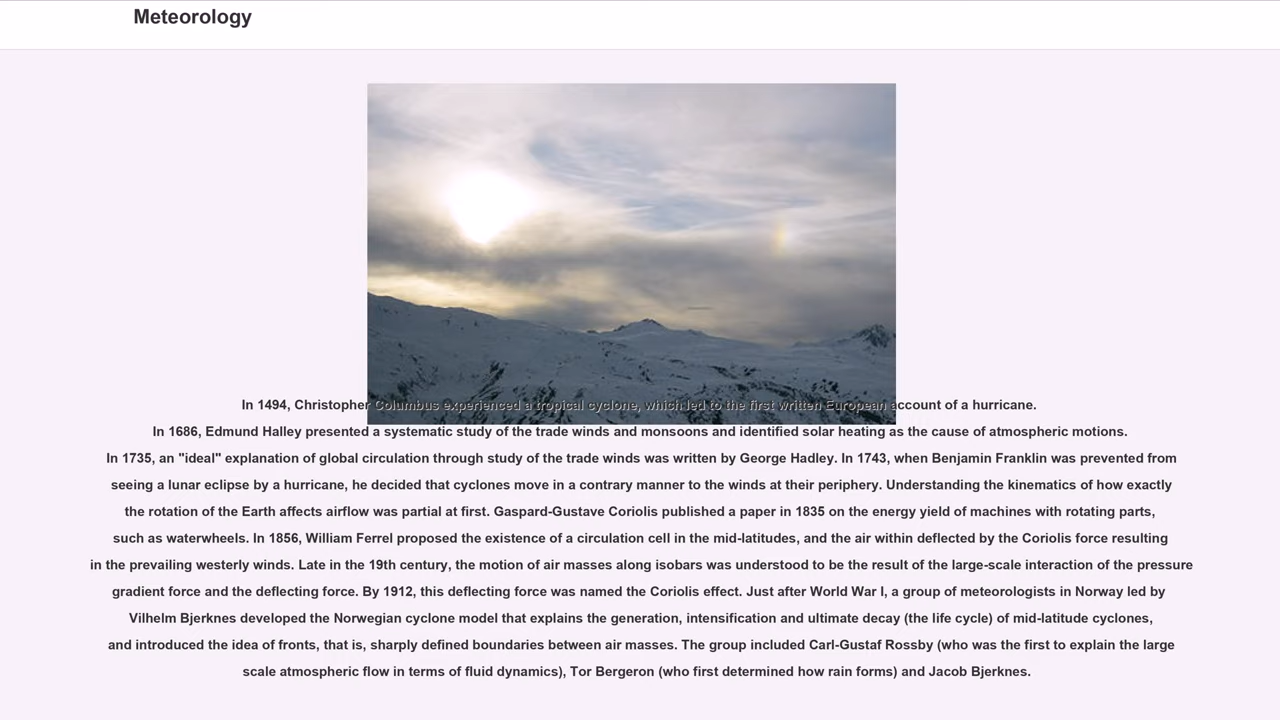 Meteorology
In 1494, Christopher Columbus experienced a tropical cyclone, which led to the first written European account of a hurricane.
In 1686, Edmund Halley presented a systematic study of the trade winds and monsoons and identified solar heating as the cause of atmospheric motions.
In 1735, an "ideal" explanation of global circulation through study of the trade winds was written by George Hadley. In 1743, when Benjamin Franklin was prevented from
seeing a lunar eclipse by a hurricane, he decided that cyclones move in a contrary manner to the winds at their periphery. Understanding the kinematics of how exactly
the rotation of the Earth affects airflow was partial at first. Gaspard-Gustave Coriolis published a paper in 1835 on the energy yield of machines with rotating parts,
such as waterwheels. In 1856, William Ferrel proposed the existence of a circulation cell in the mid-latitudes, and the air within deflected by the Coriolis force resulting
in the prevailing westerly winds. Late in the 19th century, the motion of air masses along isobars was understood to be the result of the large-scale interaction of the pressure
gradient force and the deflecting force. By 1912, this deflecting force was named the Coriolis effect. Just after World War I, a group of meteorologists in Norway led by
Vilhelm Bjerknes developed the Norwegian cyclone model that explains the generation, intensification and ultimate decay (the life cycle) of mid-latitude cyclones,
and introduced the idea of fronts, that is, sharply defined boundaries between air masses. The group included Carl-Gustaf Rossby (who was the first to explain the large
scale atmospheric flow in terms of fluid dynamics), Tor Bergeron (who first determined how rain forms) and Jacob Bjerknes.